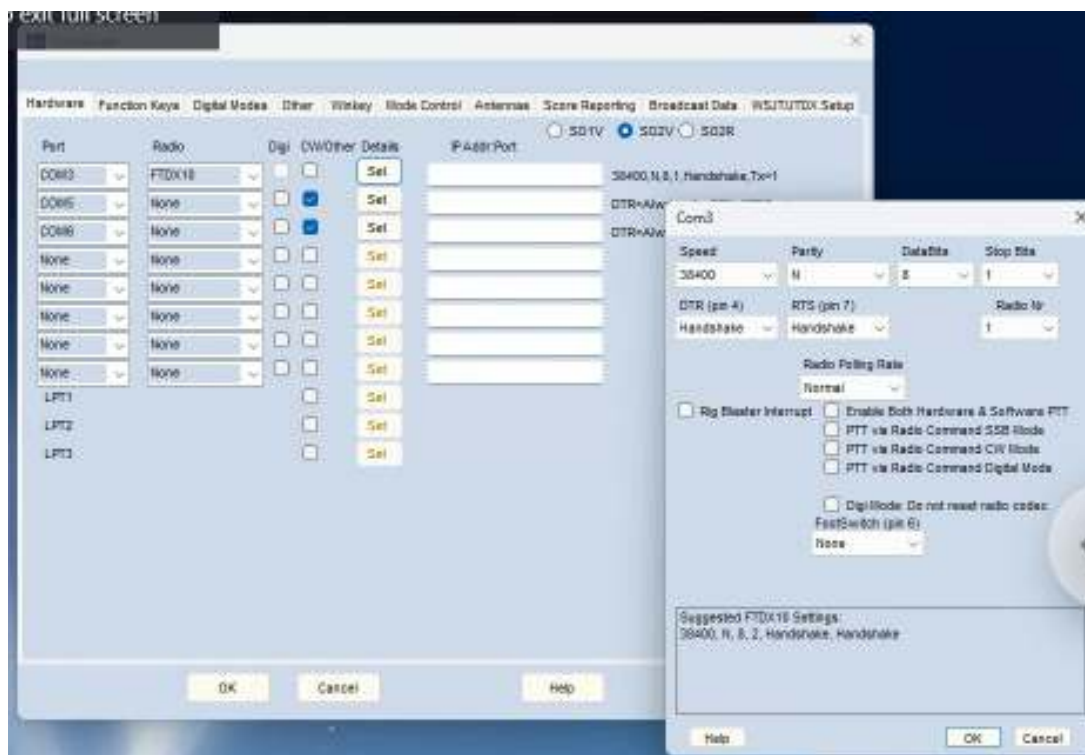 exit full screen
Hardware Function Keys Digital Modes Other Winkey Mode Control Antennas Score Reporting Broadcast Data WSJT/JTDX Setup
SO1V SO2V SO2R
Port Radio Digi CW/Other Details IP Addr:Port
COM3 FTDX10 Set 38400,N,8,1,Handshake,Tx=1
COM5 None Set
COM6 None Set
None None Set
None None Set
None None Set
None None Set
None None Set
LPT1 Set
LPT2 Set
LPT3 Set
OK Cancel Help
Com3
Speed Parity DataBits Stop Bits
38400 N 8 1
DTR (pin 4) RTS (pin 7) Radio Nr
Handshake Handshake 1
Radio Polling Rate
Normal
Rig Blaster Interrupt Enable Both Hardware & Software PTT
PTT via Radio Command SSB Mode
PTT via Radio Command CW Mode
PTT via Radio Command Digital Mode
Digi Mode: Do not reset radio codec
FootSwitch (pin 6)
None
Suggested FTDX10 Settings:
38400, N, 8, 2, Handshake, Handshake
Help OK Cancel